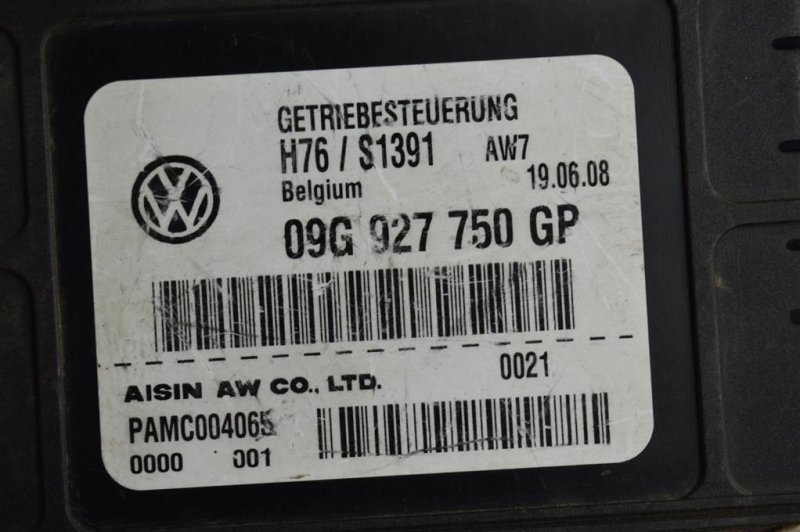 GETRIEBESTEUERUNG
H76 / S1391 AW7
Belgium 19.06.08
09G 927 750 GP
0021
AISIN AW CO., LTD.
PAMC004065
0000 001